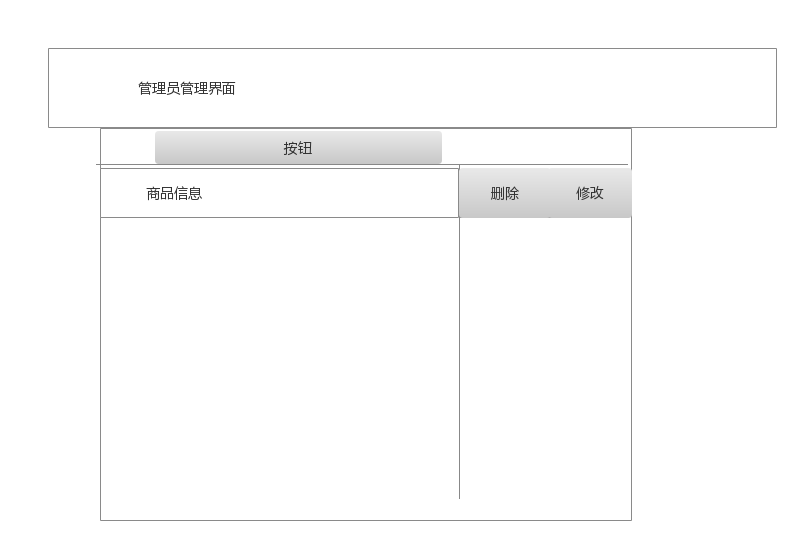 管理员管理界面
按钮
商品信息
删除
修改